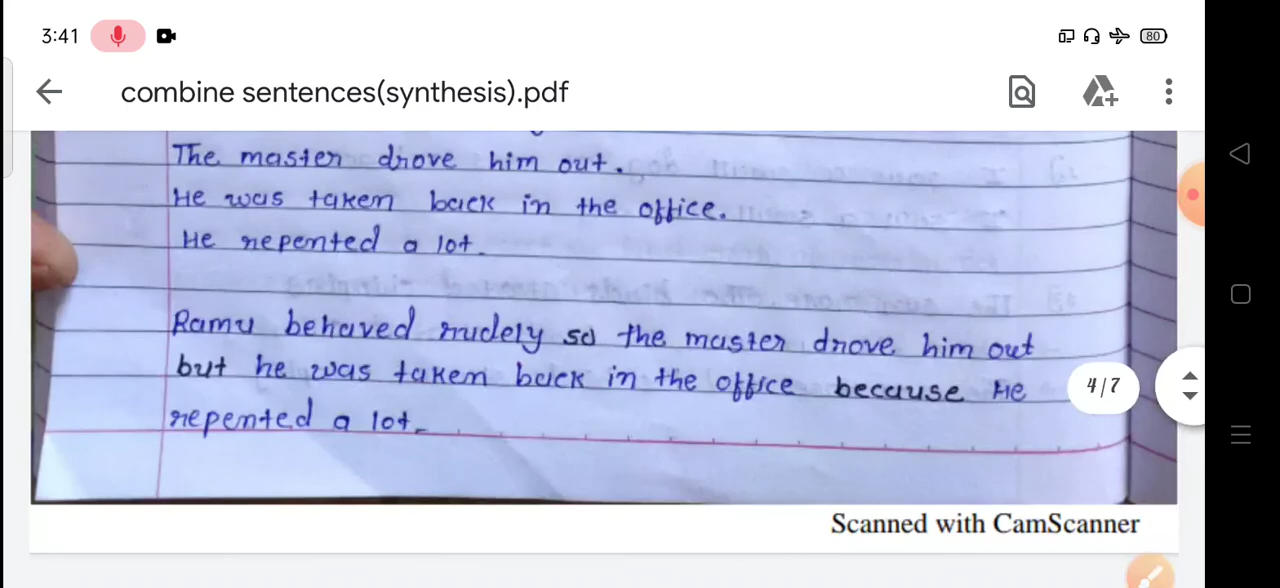 3:41
80
combine sentences(synthesis).pdf
The master drove him out.
He was taken back in the office.
He repented a lot.
Ramu behaved rudely so the master drove him out
but he was taken back in the office because He
4/7
repented a lot.
Scanned with CamScanner